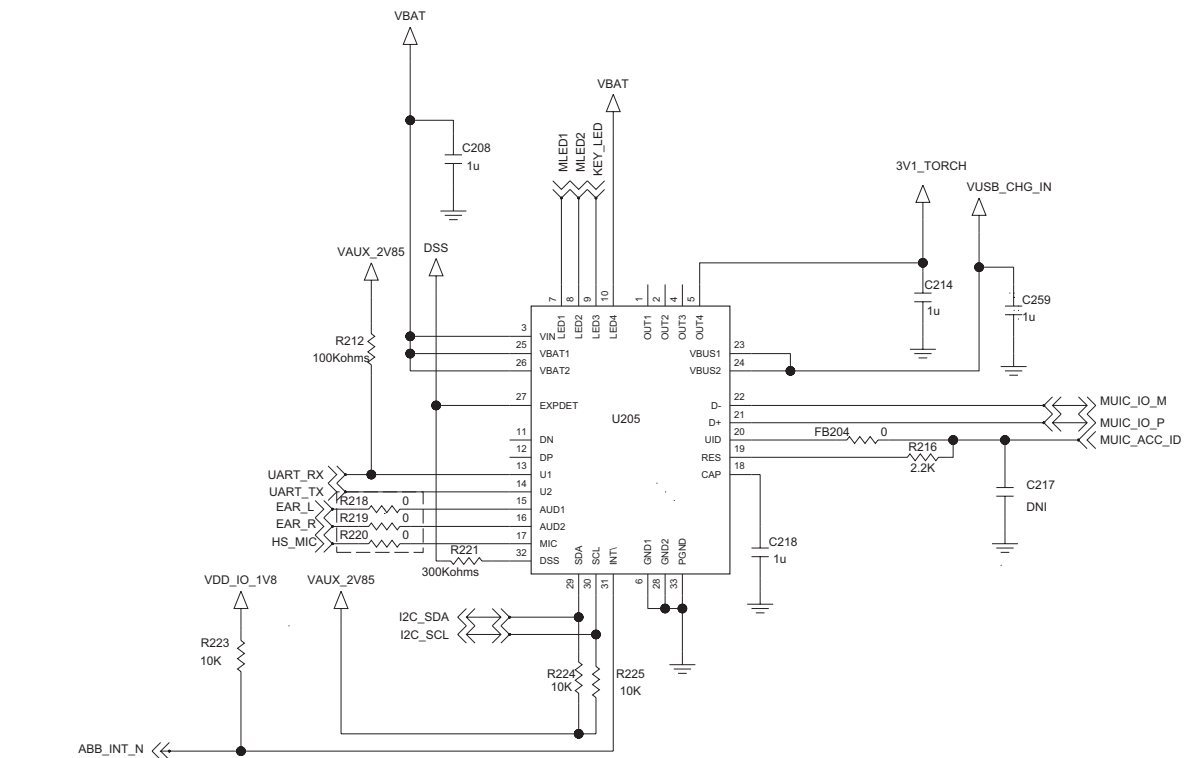 VBAT
VBAT
C208
1u
MLED1
MLED2
KEY_LED
3V1_TORCH
VUSB_CHG_IN
VAUX_2V85
DSS
C214
1u
C259
1u
7
8
9
10
1
2
4
5
LED1
LED2
LED3
LED4
OUT1
OUT2
OUT3
OUT4
R212
100Kohms
3
VIN
25
VBAT1
26
VBAT2
27
EXPDET
11
DN
12
DP
13
U1
14
U2
15
AUD1
16
AUD2
17
MIC
32
DSS
U205
VBUS1
23
VBUS2
24
D-
22
D+
21
UID
20
RES
19
CAP
18
MUIC_IO_M
MUIC_IO_P
MUIC_ACC_ID
FB204
0
R216
2.2K
C217
DNI
C218
1u
UART_RX
UART_TX
EAR_L
EAR_R
HS_MIC
R218
0
R219
0
R220
0
R221
300Kohms
SDA
SCL
INT\
GND1
GND2
PGND
29
30
31
6
28
33
VDD_IO_1V8
VAUX_2V85
I2C_SDA
I2C_SCL
R223
10K
R224
10K
R225
10K
ABB_INT_N